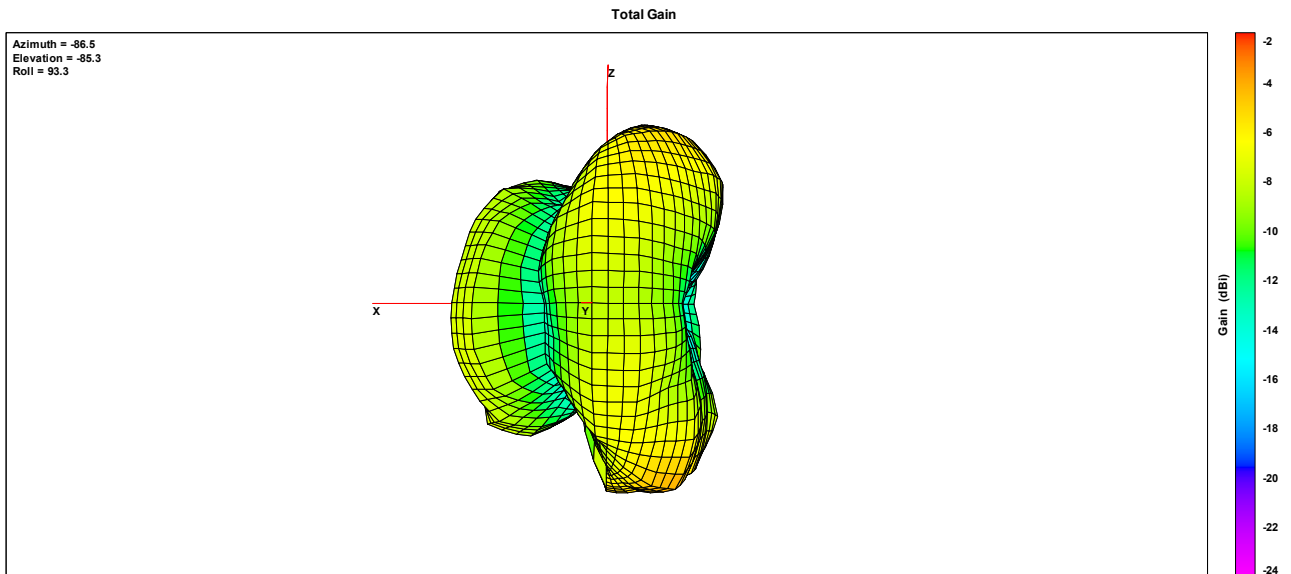 Total Gain
Azimuth = -86.5
Elevation = -85.3
Roll = 93.3
Z
X
Y
-2
-4
-6
-8
-10
-12
-14
-16
-18
-20
-22
-24
Gain (dBi)